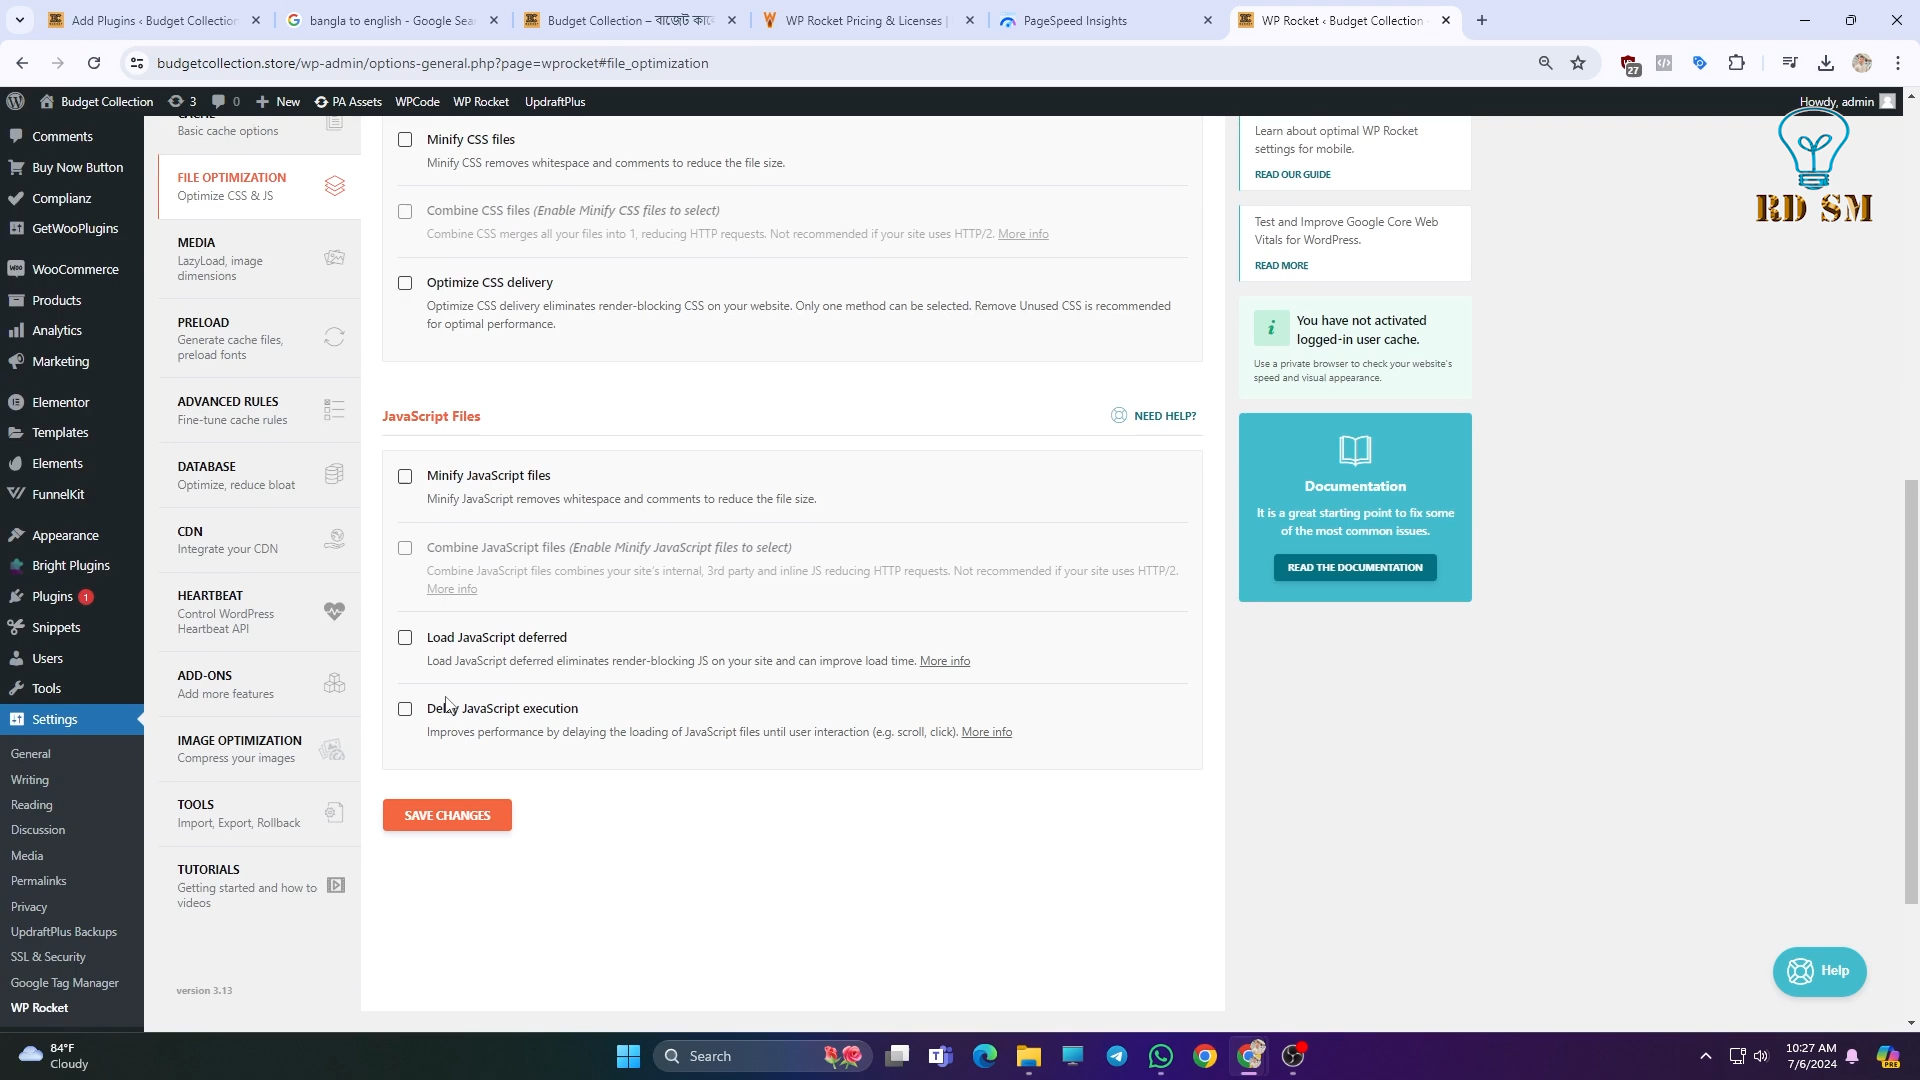 Add Plugins ‹ Budget Collection
bangla to english - Google Sea
Budget Collection – বাজেট কালে
WP Rocket Pricing & Licenses |
PageSpeed Insights
WP Rocket ‹ Budget Collection
budgetcollection.store/wp-admin/options-general.php?page=wprocket#file_optimization
27
Budget Collection
3
0
New
PA Assets
WPCode
WP Rocket
UpdraftPlus
Howdy, admin
RD SM
Comments
Buy Now Button
Complianz
GetWooPlugins
WooCommerce
Products
Analytics
Marketing
Elementor
Templates
Elements
FunnelKit
Appearance
Bright Plugins
Plugins 1
Snippets
Users
Tools
Settings
General
Writing
Reading
Discussion
Media
Permalinks
Privacy
UpdraftPlus Backups
SSL & Security
Google Tag Manager
WP Rocket
CACHE
Basic cache options
FILE OPTIMIZATION
Optimize CSS & JS
MEDIA
LazyLoad, image
dimensions
PRELOAD
Generate cache files,
preload fonts
ADVANCED RULES
Fine-tune cache rules
DATABASE
Optimize, reduce bloat
CDN
Integrate your CDN
HEARTBEAT
Control WordPress
Heartbeat API
ADD-ONS
Add more features
IMAGE OPTIMIZATION
Compress your images
TOOLS
Import, Export, Rollback
TUTORIALS
Getting started and how to
videos
version 3.13
Minify CSS files
Minify CSS removes whitespace and comments to reduce the file size.
Combine CSS files (Enable Minify CSS files to select)
Combine CSS merges all your files into 1, reducing HTTP requests. Not recommended if your site uses HTTP/2. More info
Optimize CSS delivery
Optimize CSS delivery eliminates render-blocking CSS on your website. Only one method can be selected. Remove Unused CSS is recommended
for optimal performance.
JavaScript Files
NEED HELP?
Minify JavaScript files
Minify JavaScript removes whitespace and comments to reduce the file size.
Combine JavaScript files (Enable Minify JavaScript files to select)
Combine JavaScript files combines your site's internal, 3rd party and inline JS reducing HTTP requests. Not recommended if your site uses HTTP/2.
More info
Load JavaScript deferred
Load JavaScript deferred eliminates render-blocking JS on your site and can improve load time. More info
Delay JavaScript execution
Improves performance by delaying the loading of JavaScript files until user interaction (e.g. scroll, click). More info
SAVE CHANGES
Learn about optimal WP Rocket
settings for mobile.
READ OUR GUIDE
Test and Improve Google Core Web
Vitals for WordPress.
READ MORE
i
You have not activated
logged-in user cache.
Use a private browser to check your website's
speed and visual appearance.
Documentation
It is a great starting point to fix some
of the most common issues.
READ THE DOCUMENTATION
Help
84°F
Cloudy
Search
10:27 AM
7/6/2024
PRE